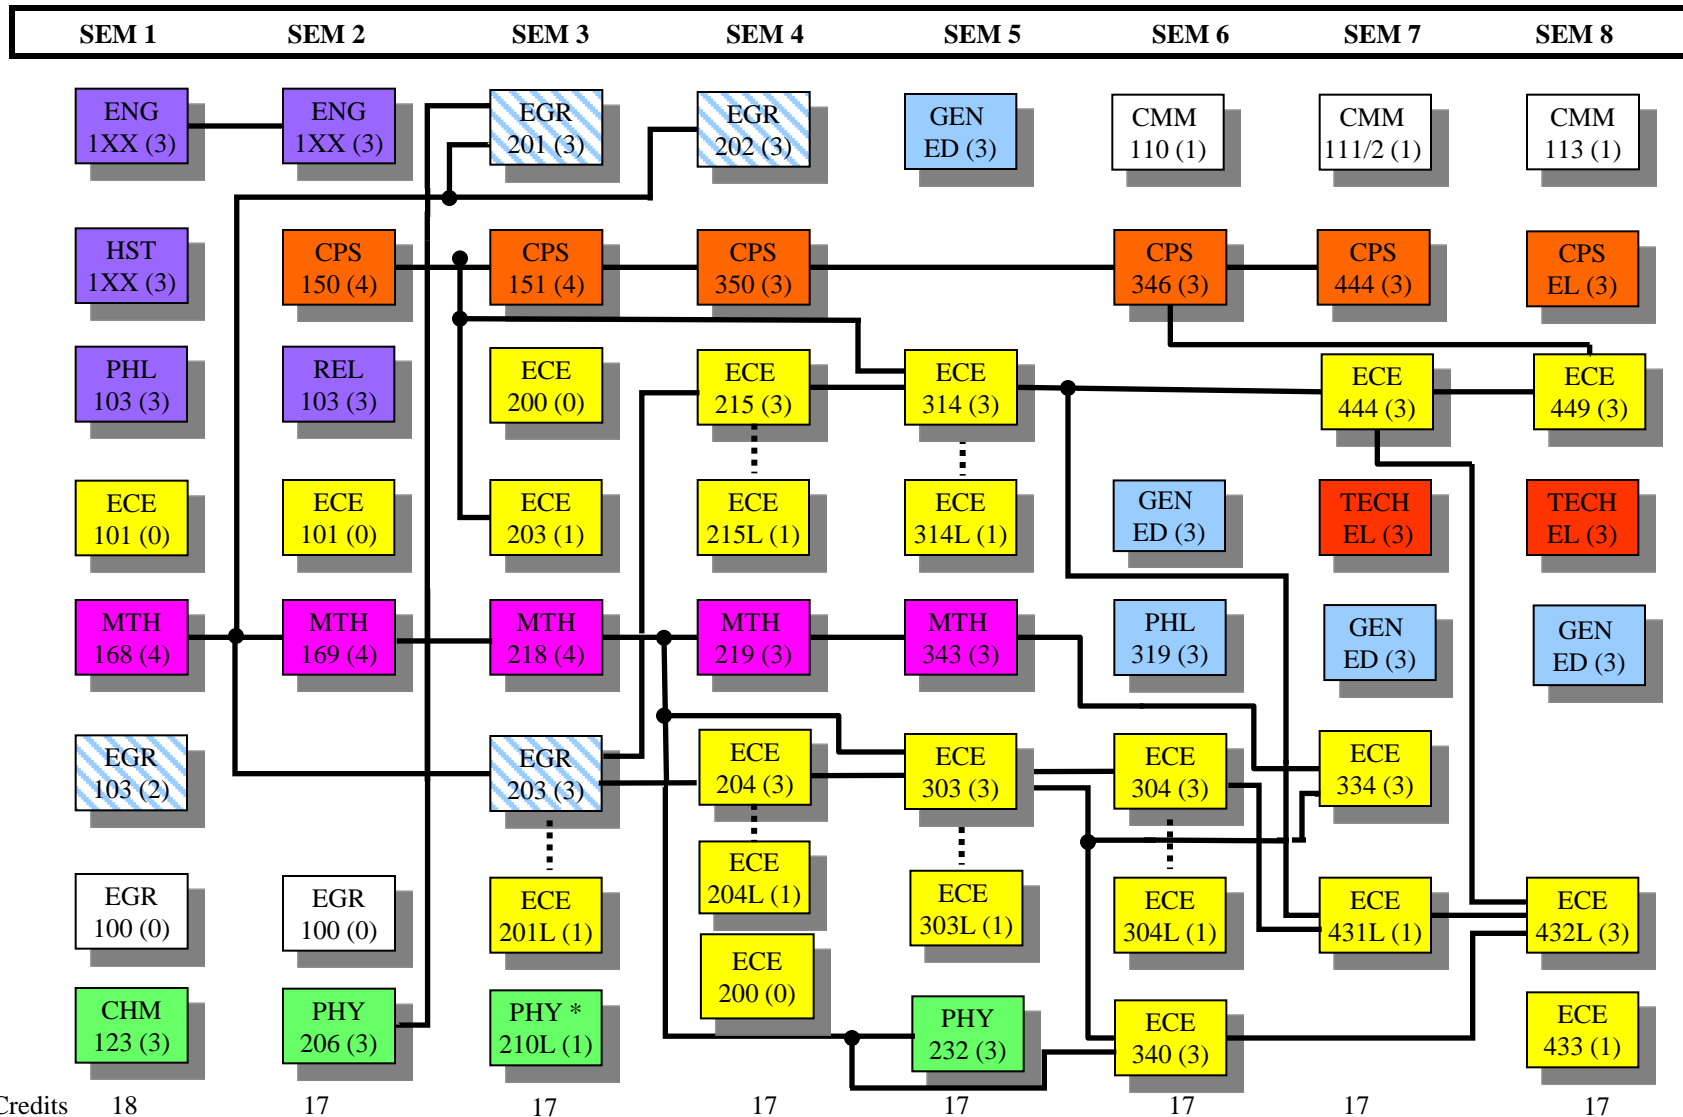 SEM 1 SEM 2 SEM 3 SEM 4 SEM 5 SEM 6 SEM 7 SEM 8
ENG
1XX (3)
ENG
1XX (3)
EGR
201 (3)
EGR
202 (3)
GEN
ED (3)
CMM
110 (1)
CMM
111/2 (1)
CMM
113 (1)
HST
1XX (3)
CPS
150 (4)
CPS
151 (4)
CPS
350 (3)
CPS
346 (3)
CPS
444 (3)
CPS
EL (3)
PHL
103 (3)
REL
103 (3)
ECE
200 (0)
ECE
215 (3)
ECE
314 (3)
ECE
444 (3)
ECE
449 (3)
ECE
101 (0)
ECE
101 (0)
ECE
203 (1)
ECE
215L (1)
ECE
314L (1)
GEN
ED (3)
TECH
EL (3)
TECH
EL (3)
MTH
168 (4)
MTH
169 (4)
MTH
218 (4)
MTH
219 (3)
MTH
343 (3)
PHL
319 (3)
GEN
ED (3)
GEN
ED (3)
EGR
103 (2)
EGR
203 (3)
ECE
204 (3)
ECE
303 (3)
ECE
304 (3)
ECE
334 (3)
EGR
100 (0)
EGR
100 (0)
ECE
201L (1)
ECE
204L (1)
ECE
303L (1)
ECE
304L (1)
ECE
431L (1)
ECE
432L (3)
ECE
200 (0)
CHM
123 (3)
PHY
206 (3)
PHY *
210L (1)
PHY
232 (3)
ECE
340 (3)
ECE
433 (1)
Credits 18 17 17 17 17 17 17 17